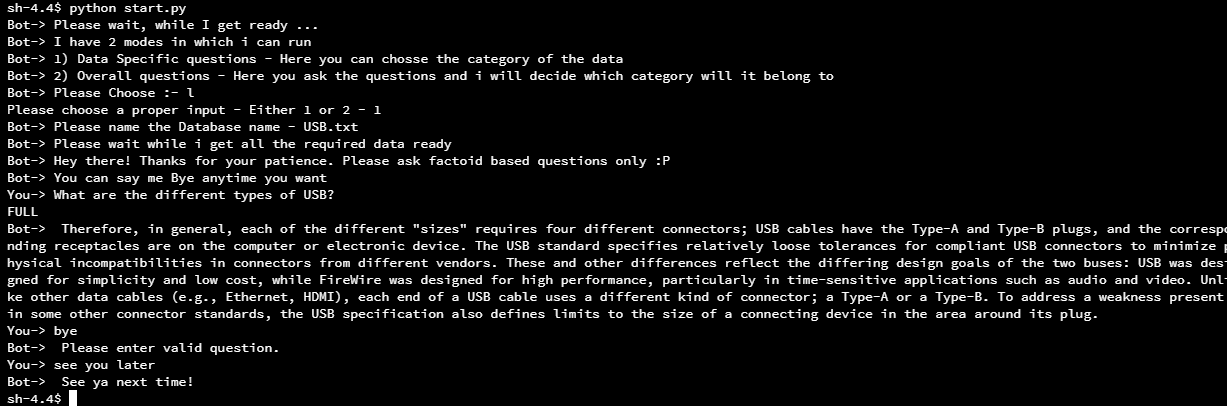 sh-4.4$ python start.py
Bot-> Please wait, while I get ready ...
Bot-> I have 2 modes in which i can run
Bot-> 1) Data Specific questions - Here you can chosse the category of the data
Bot-> 2) Overall questions - Here you ask the questions and i will decide which category will it belong to
Bot-> Please Choose :- l
Please choose a proper input - Either 1 or 2 - 1
Bot-> Please name the Database name - USB.txt
Bot-> Please wait while i get all the required data ready
Bot-> Hey there! Thanks for your patience. Please ask factoid based questions only :P
Bot-> You can say me Bye anytime you want
You-> What are the different types of USB?
FULL
Bot->  Therefore, in general, each of the different "sizes" requires four different connectors; USB cables have the Type-A and Type-B plugs, and the correspo
nding receptacles are on the computer or electronic device. The USB standard specifies relatively loose tolerances for compliant USB connectors to minimize p
hysical incompatibilities in connectors from different vendors. These and other differences reflect the differing design goals of the two buses: USB was desi
gned for simplicity and low cost, while FireWire was designed for high performance, particularly in time-sensitive applications such as audio and video. Unli
ke other data cables (e.g., Ethernet, HDMI), each end of a USB cable uses a different kind of connector; a Type-A or a Type-B. To address a weakness present
in some other connector standards, the USB specification also defines limits to the size of a connecting device in the area around its plug.
You-> bye
Bot->  Please enter valid question.
You-> see you later
Bot->  See ya next time!
sh-4.4$